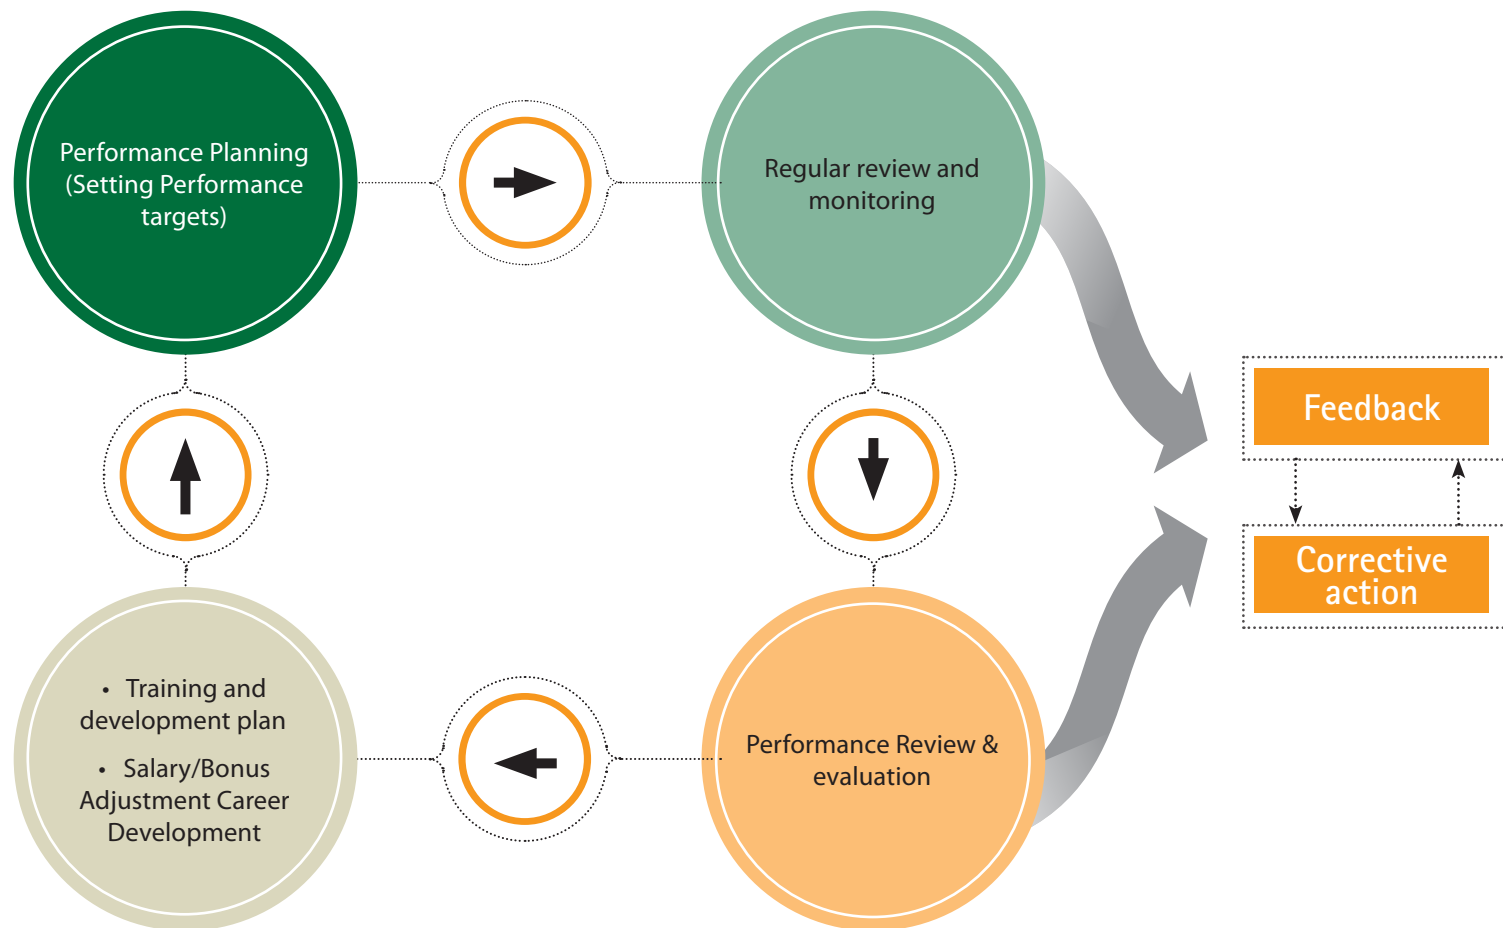 Performance Planning
(Setting Performance
targets)
Regular review and
monitoring
Feedback
Corrective
action
• Training and
development plan
• Salary/Bonus
Adjustment Career
Development
Performance Review &
evaluation